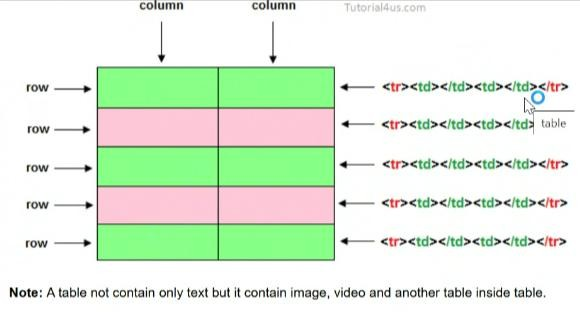 column column Tutorial4us.com
row <tr><td></td><td></td></tr>
row <tr><td></td><td></td> table
row <tr><td></td><td></td></tr>
row <tr><td></td><td></td></tr>
row <tr><td></td><td></td></tr>
Note: A table not contain only text but it contain image, video and another table inside table.